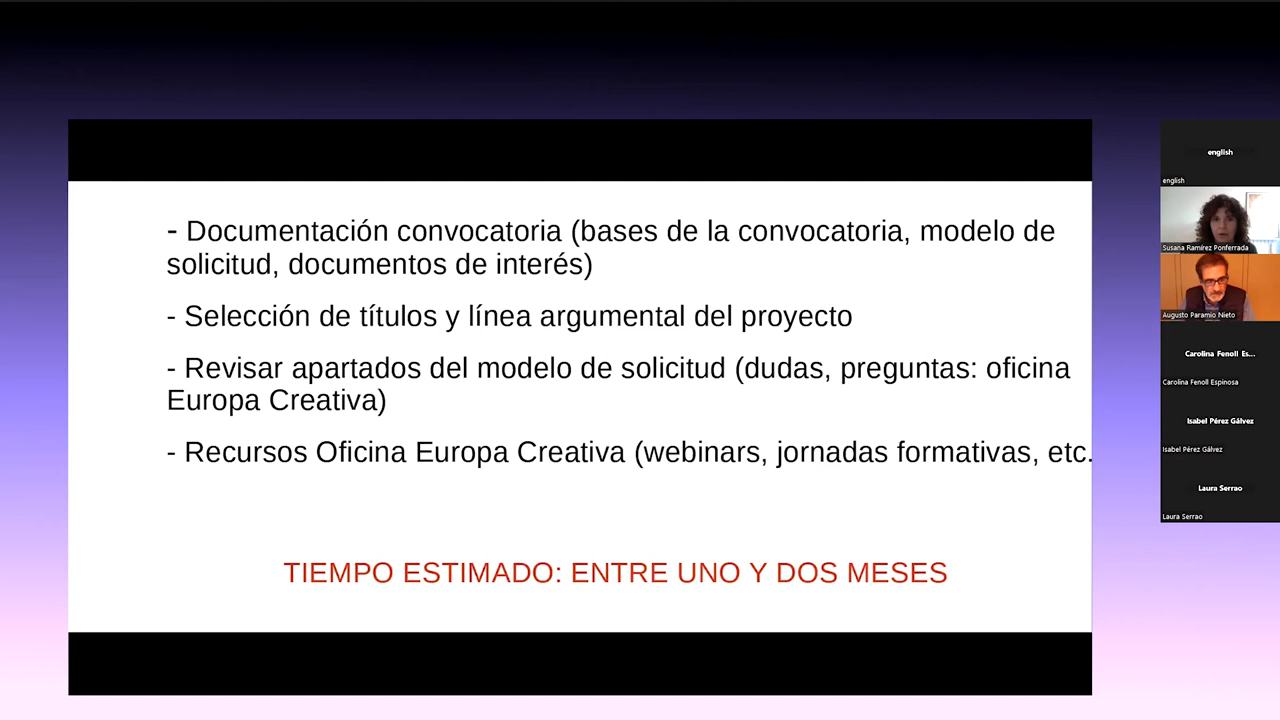 - Documentación convocatoria (bases de la convocatoria, modelo de
solicitud, documentos de interés)
- Selección de títulos y línea argumental del proyecto
- Revisar apartados del modelo de solicitud (dudas, preguntas: oficina
Europa Creativa)
- Recursos Oficina Europa Creativa (webinars, jornadas formativas, etc.
TIEMPO ESTIMADO: ENTRE UNO Y DOS MESES
english
english
Susana Ramírez Ponferrada
Augusto Paramio Nieto
Carolina Fenoll Es...
Carolina Fenoll Espinosa
Isabel Pérez Gálvez
Isabel Pérez Gálvez
Laura Serrao
Laura Serrao